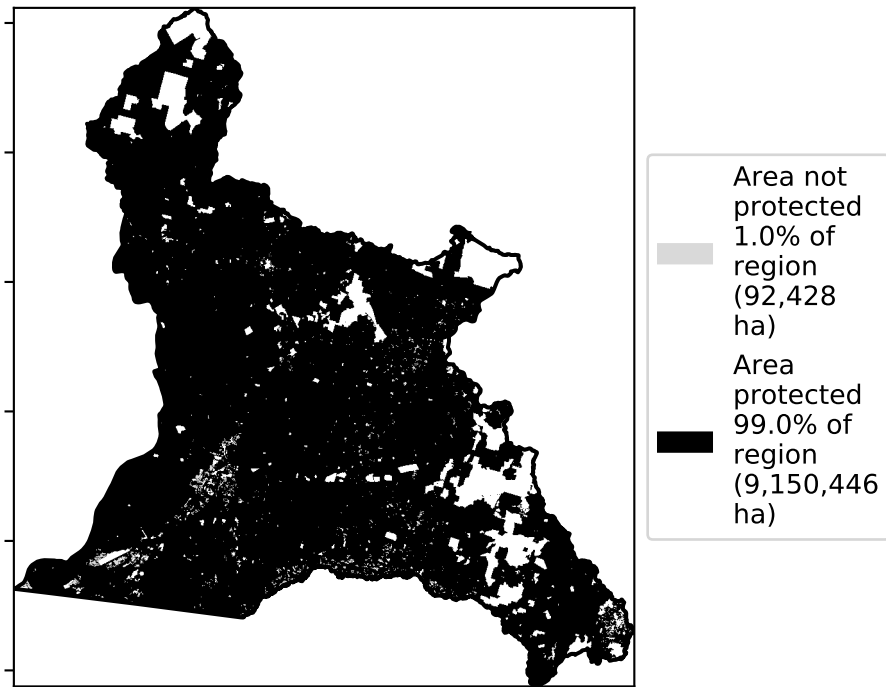 Area not
protected
1.0% of
region
(92,428
ha)
Area
protected
99.0% of
region
(9,150,446
ha)